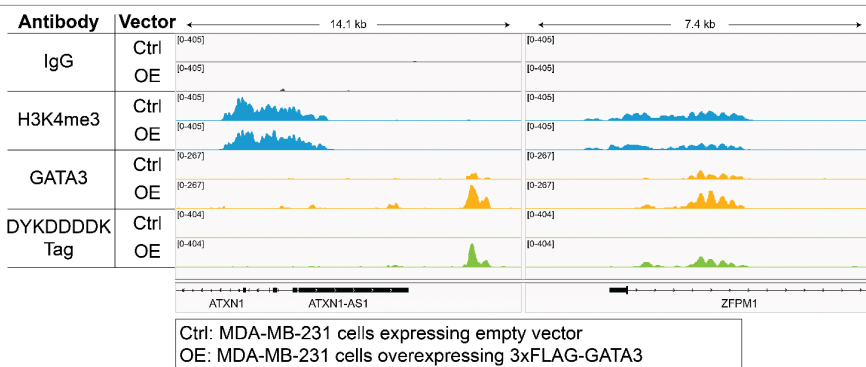 Antibody Vector 14.1 kb 7.4 kb
IgG Ctrl [0-405] [0-405]
OE [0-405] [0-405]
H3K4me3 Ctrl [0-405] [0-405]
OE [0-405] [0-405]
GATA3 Ctrl [0-267] [0-267]
OE [0-267] [0-267]
DYKDDDDK Tag Ctrl [0-404] [0-404]
OE [0-404] [0-404]
ATXN1 ATXN1-AS1 ZFPM1
Ctrl: MDA-MB-231 cells expressing empty vector
OE: MDA-MB-231 cells overexpressing 3xFLAG-GATA3